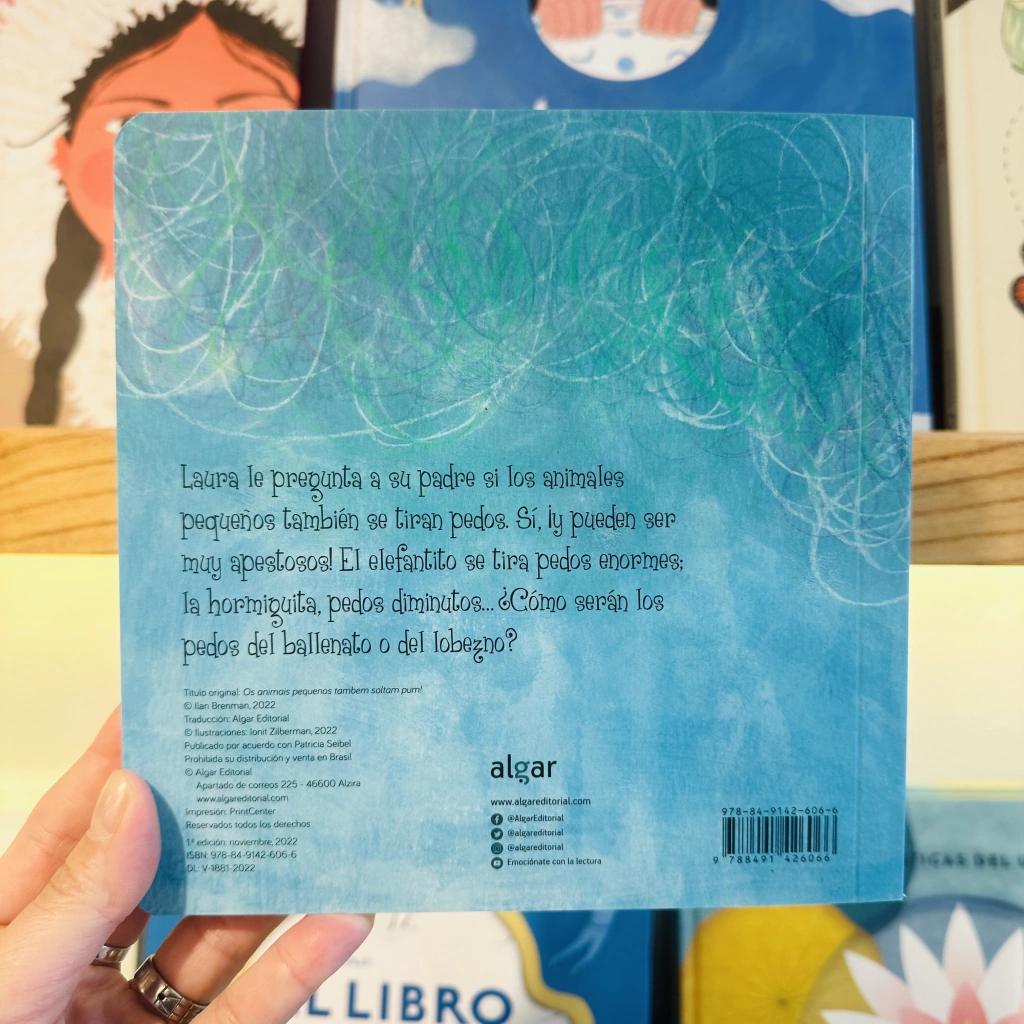 Laura le pregunta a su padre si los animales
pequeños también se tiran pedos. Sí, ¡y pueden ser
muy apestosos! El elefantito se tira pedos enormes;
la hormiguita, pedos diminutos... ¿Cómo serán los
pedos del ballenato o del lobezno?
Título original: Os animais pequenos tambem soltam pum!
© Ilan Brenman, 2022
Traducción: Algar Editorial
© Ilustraciones: Ionit Zilberman, 2022
Publicado por acuerdo con Patricia Seibel
Prohibida su distribución y venta en Brasil
© Algar Editorial
Apartado de correos 225 - 46600 Alzira
www.algareditorial.com
Impresión: PrintCenter
Reservados todos los derechos
1ª edición: noviembre, 2022
ISBN: 978-84-9142-606-6
DL: V-1881-2022
algar
www.algareditorial.com
@AlgarEditorial
@algareditorial
@algareditorial
Emociónate con la lectura
978-84-9142-606-6
9 788491 426066
LIBRO